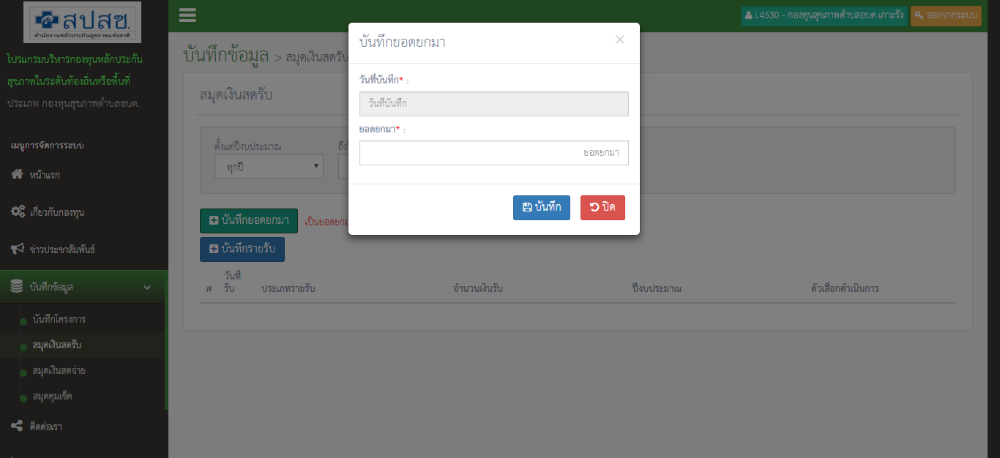 สปสช.
สำนักงานหลักประกันสุขภาพแห่งชาติ
โปรแกรมบริหารกองทุนหลักประกัน
สุขภาพในระดับท้องถิ่นหรือพื้นที่
ประเภท กองทุนสุขภาพตำบลอบต.
เมนูการจัดการระบบ
หน้าแรก
เกี่ยวกับกองทุน
ข่าวประชาสัมพันธ์
บันทึกข้อมูล
บันทึกโครงการ
สมุดเงินสดรับ
สมุดเงินสดจ่าย
สมุดคุมเช็ค
ติดต่อเรา
L4530 - กองทุนสุขภาพตำบลอบต.เกาะรัง
ออกจากระบบ
บันทึกข้อมูล > สมุดเงินสดรับ
สมุดเงินสดรับ
ตั้งแต่ปีงบประมาณ
ทุกปี
บันทึกยอดยกมา
เป็นยอดยกม
บันทึกรายรับ
# วันที่รับ ประเภทรายรับ จำนวนเงินรับ ปีงบประมาณ ตัวเลือกดำเนินการ
บันทึกยอดยกมา ×
วันที่บันทึก* :
วันที่บันทึก
ยอดยกมา* :
ยอดยกมา
บันทึก ปิด